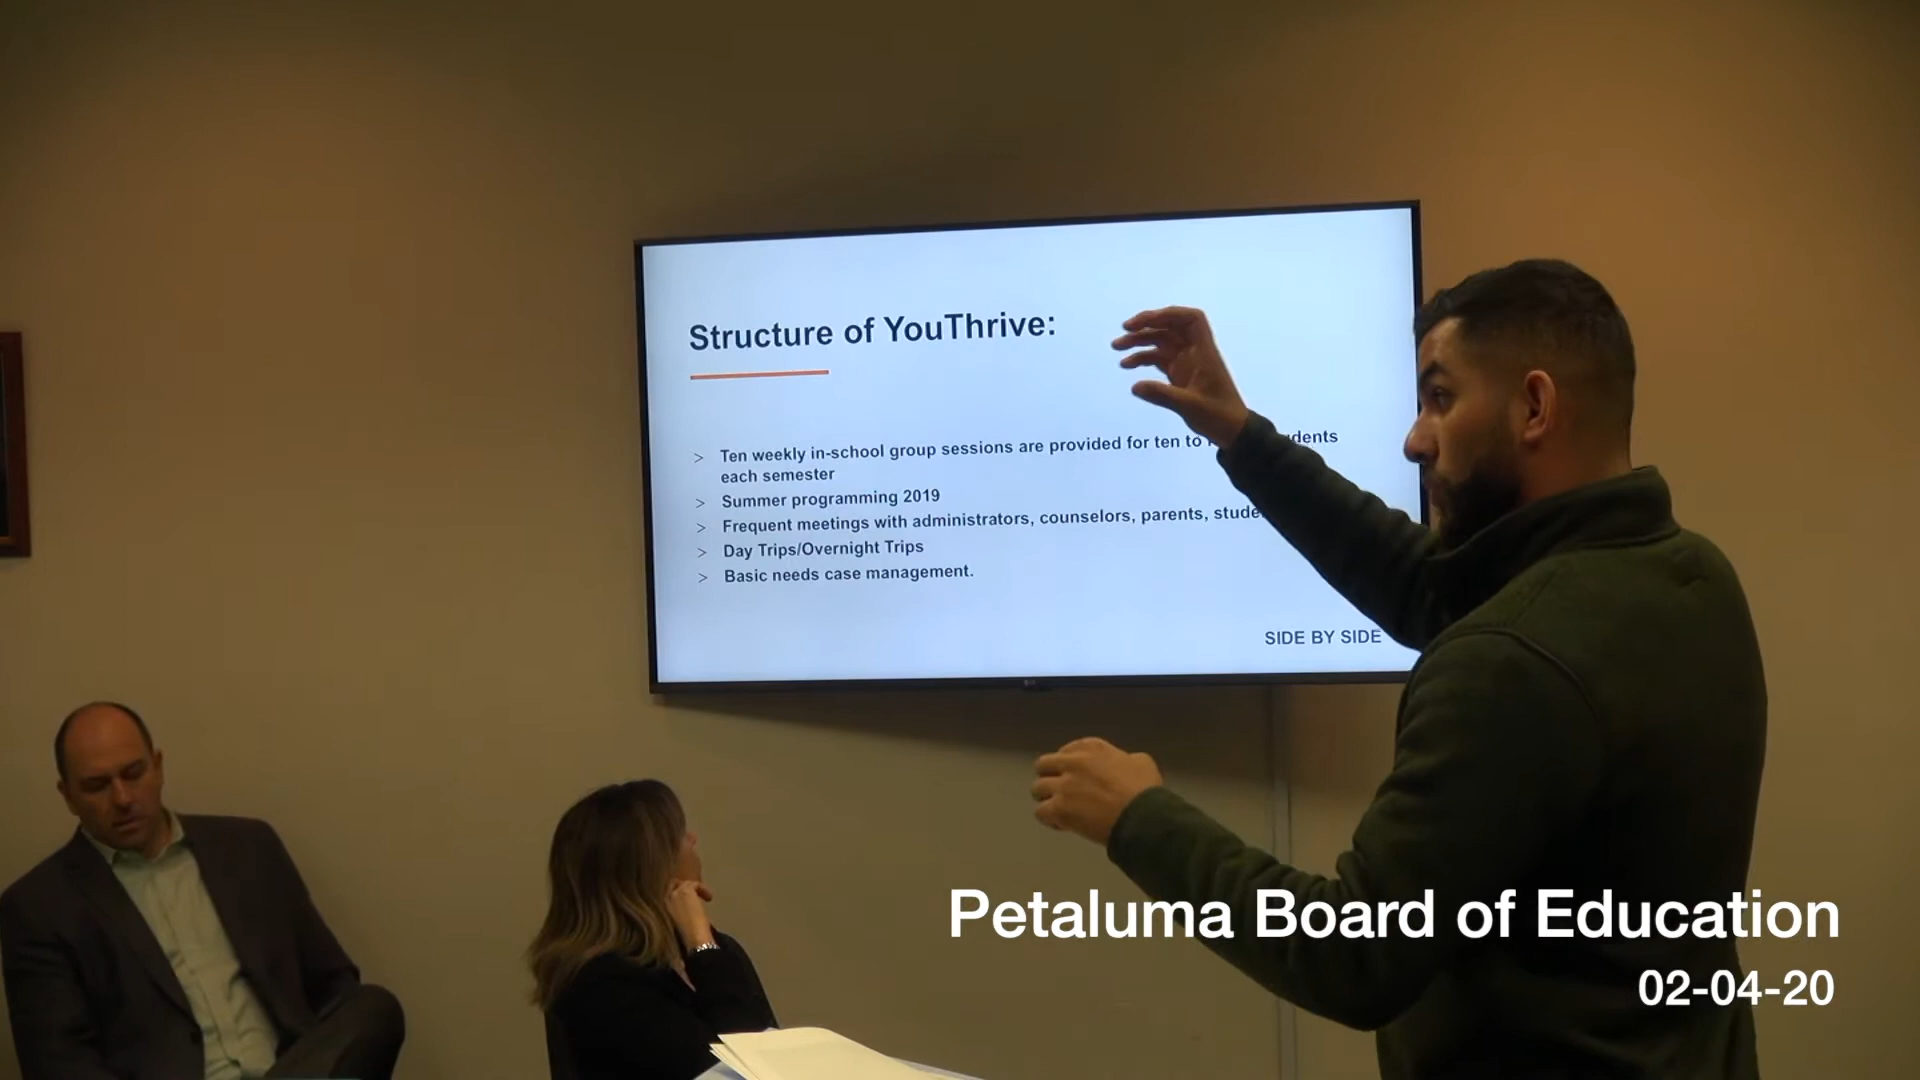 Structure of YouThrive:
> Ten weekly in-school group sessions are provided for ten to
each semester
> Summer programming 2019
> Frequent meetings with administrators, counselors, parents,
> Day Trips/Overnight Trips
> Basic needs case management.
SIDE BY SIDE
Petaluma Board of Education
02-04-20